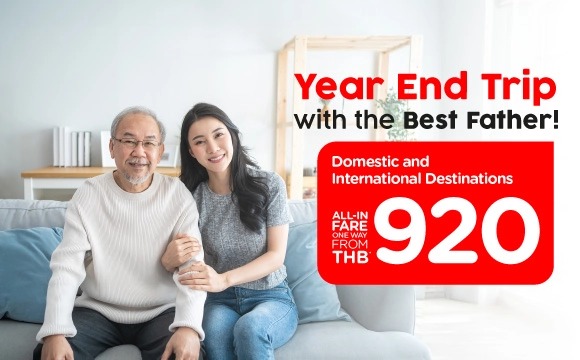 Year End Trip
with the Best Father!
Domestic and
International Destinations
ALL-IN
FARE
ONE WAY
FROM
THB*
920